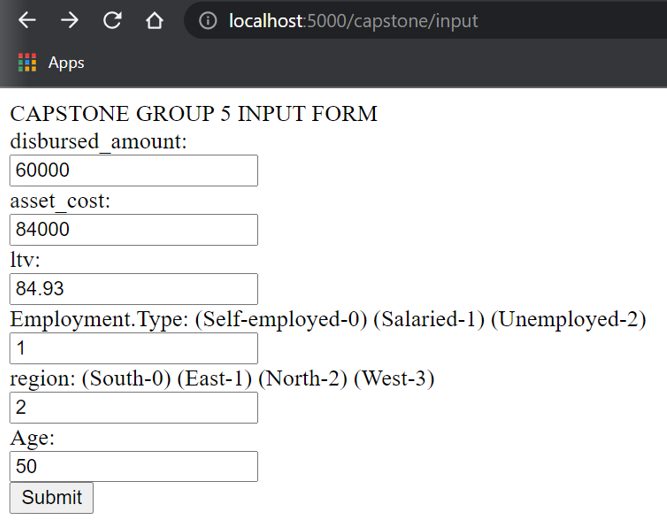 localhost:5000/capstone/input
Apps
CAPSTONE GROUP 5 INPUT FORM
disbursed_amount:
60000
asset_cost:
84000
ltv:
84.93
Employment.Type: (Self-employed-0) (Salaried-1) (Unemployed-2)
1
region: (South-0) (East-1) (North-2) (West-3)
2
Age:
50
Submit